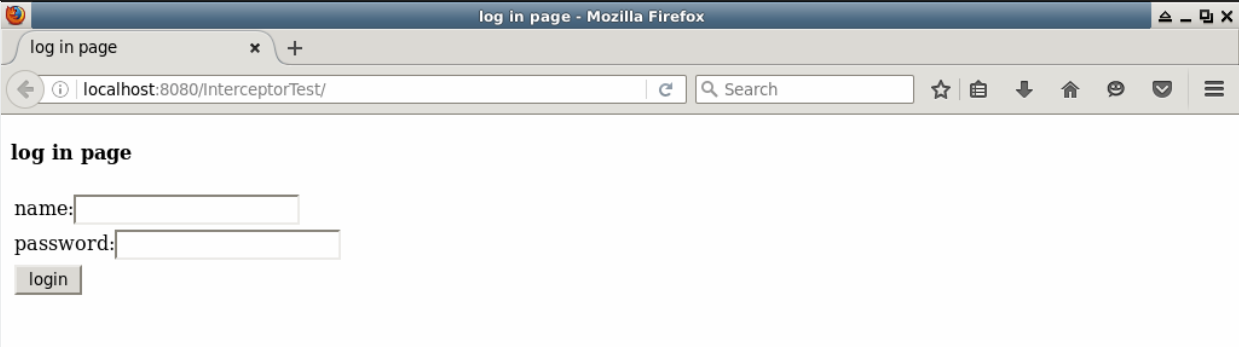 log in page - Mozilla Firefox
log in page
localhost:8080/InterceptorTest/
Search
log in page
name:
password:
login